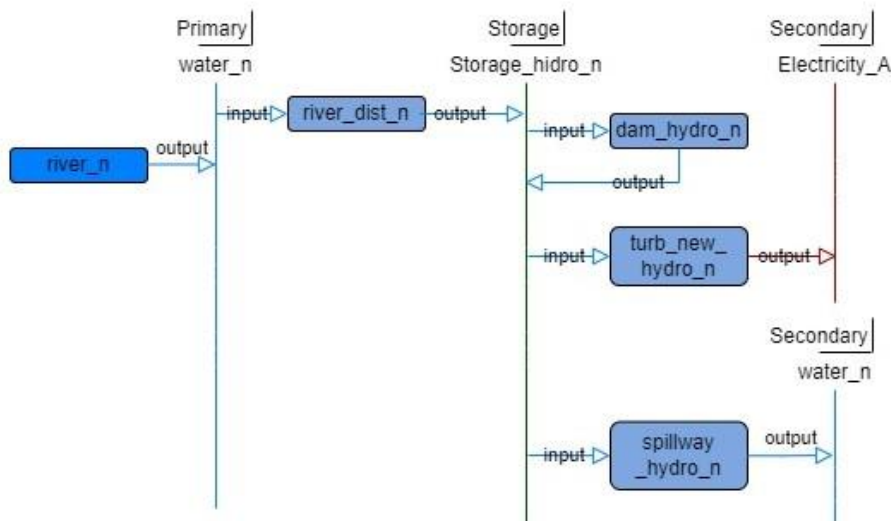 Primary
Storage
Secondary
water_n
Storage_hidro_n
Electricity_A
input
river_dist_n
output
input
dam_hydro_n
output
river_n
output
input
turb_new_
hydro_n
output
Secondary
water_n
input
spillway
_hydro_n
output